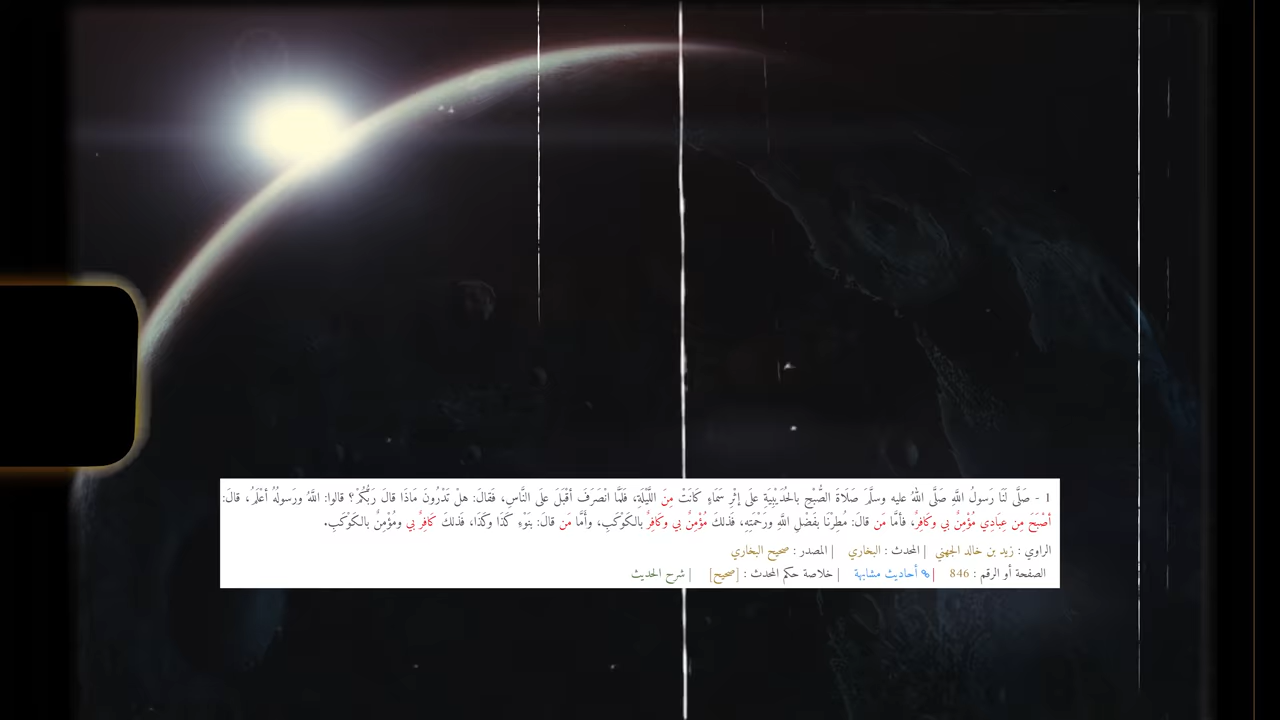 ١ - صَلَّى لَنَا رَسولُ اللَّهِ صَلَّى اللهُ عليه وسلَّمَ صَلَاةَ الصُّبْحِ بالحُدَيْبِيَةِ علَى إثْرِ سَمَاءٍ كَانَتْ مِنَ اللَّيْلَةِ، فَلَمَّا انْصَرَفَ أقْبَلَ علَى النَّاسِ، فَقالَ: هلْ تَدْرُونَ مَاذَا قالَ رَبُّكُمْ؟ قالوا: اللَّهُ ورَسولُهُ أعْلَمُ، قالَ:
أصْبَحَ مِن عِبَادِي مُؤْمِنٌ بي وكَافِرٌ، فأمَّا مَن قالَ: مُطِرْنَا بفَضْلِ اللَّهِ ورَحْمَتِهِ، فَذلكَ مُؤْمِنٌ بي وكَافِرٌ بالكَوْكَبِ، وأَمَّا مَن قالَ: بنَوْءِ كَذَا وكَذَا، فَذلكَ كَافِرٌ بي ومُؤْمِنٌ بالكَوْكَبِ.
الراوي : زيد بن خالد الجهني | المحدث : البخاري | المصدر : صحيح البخاري
الصفحة أو الرقم : 846 | أحاديث مشابهة | خلاصة حكم المحدث : [صحيح] | شرح الحديث